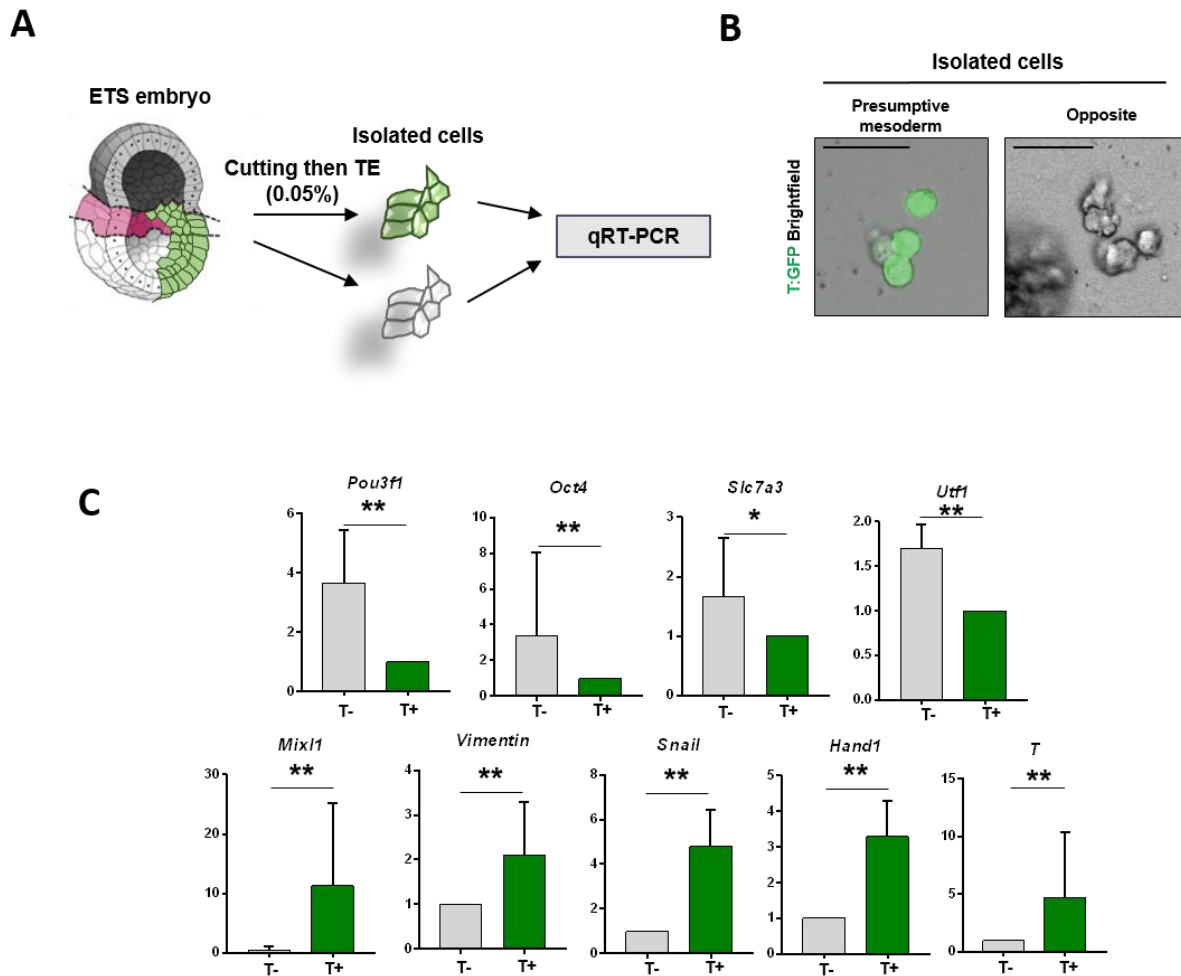 A
ETS embryo
Cutting then TE
(0.05%)
Isolated cells
qRT-PCR
B
Isolated cells
Presumptive
mesoderm
Opposite
T:GFP Brightfield
C
Pou3f1
**
6
4
2
0
T- T+
Oct4
**
10
8
6
4
2
0
T- T+
Slc7a3
*
3
2
1
0
T- T+
Utf1
**
2.0
1.5
1.0
0.5
0.0
T- T+
Mixl1
**
30
20
10
0
T- T+
Vimentin
**
4
3
2
1
0
T- T+
Snail
**
8
6
4
2
0
T- T+
Hand1
**
5
4
3
2
1
0
T- T+
T
**
15
10
5
0
T- T+